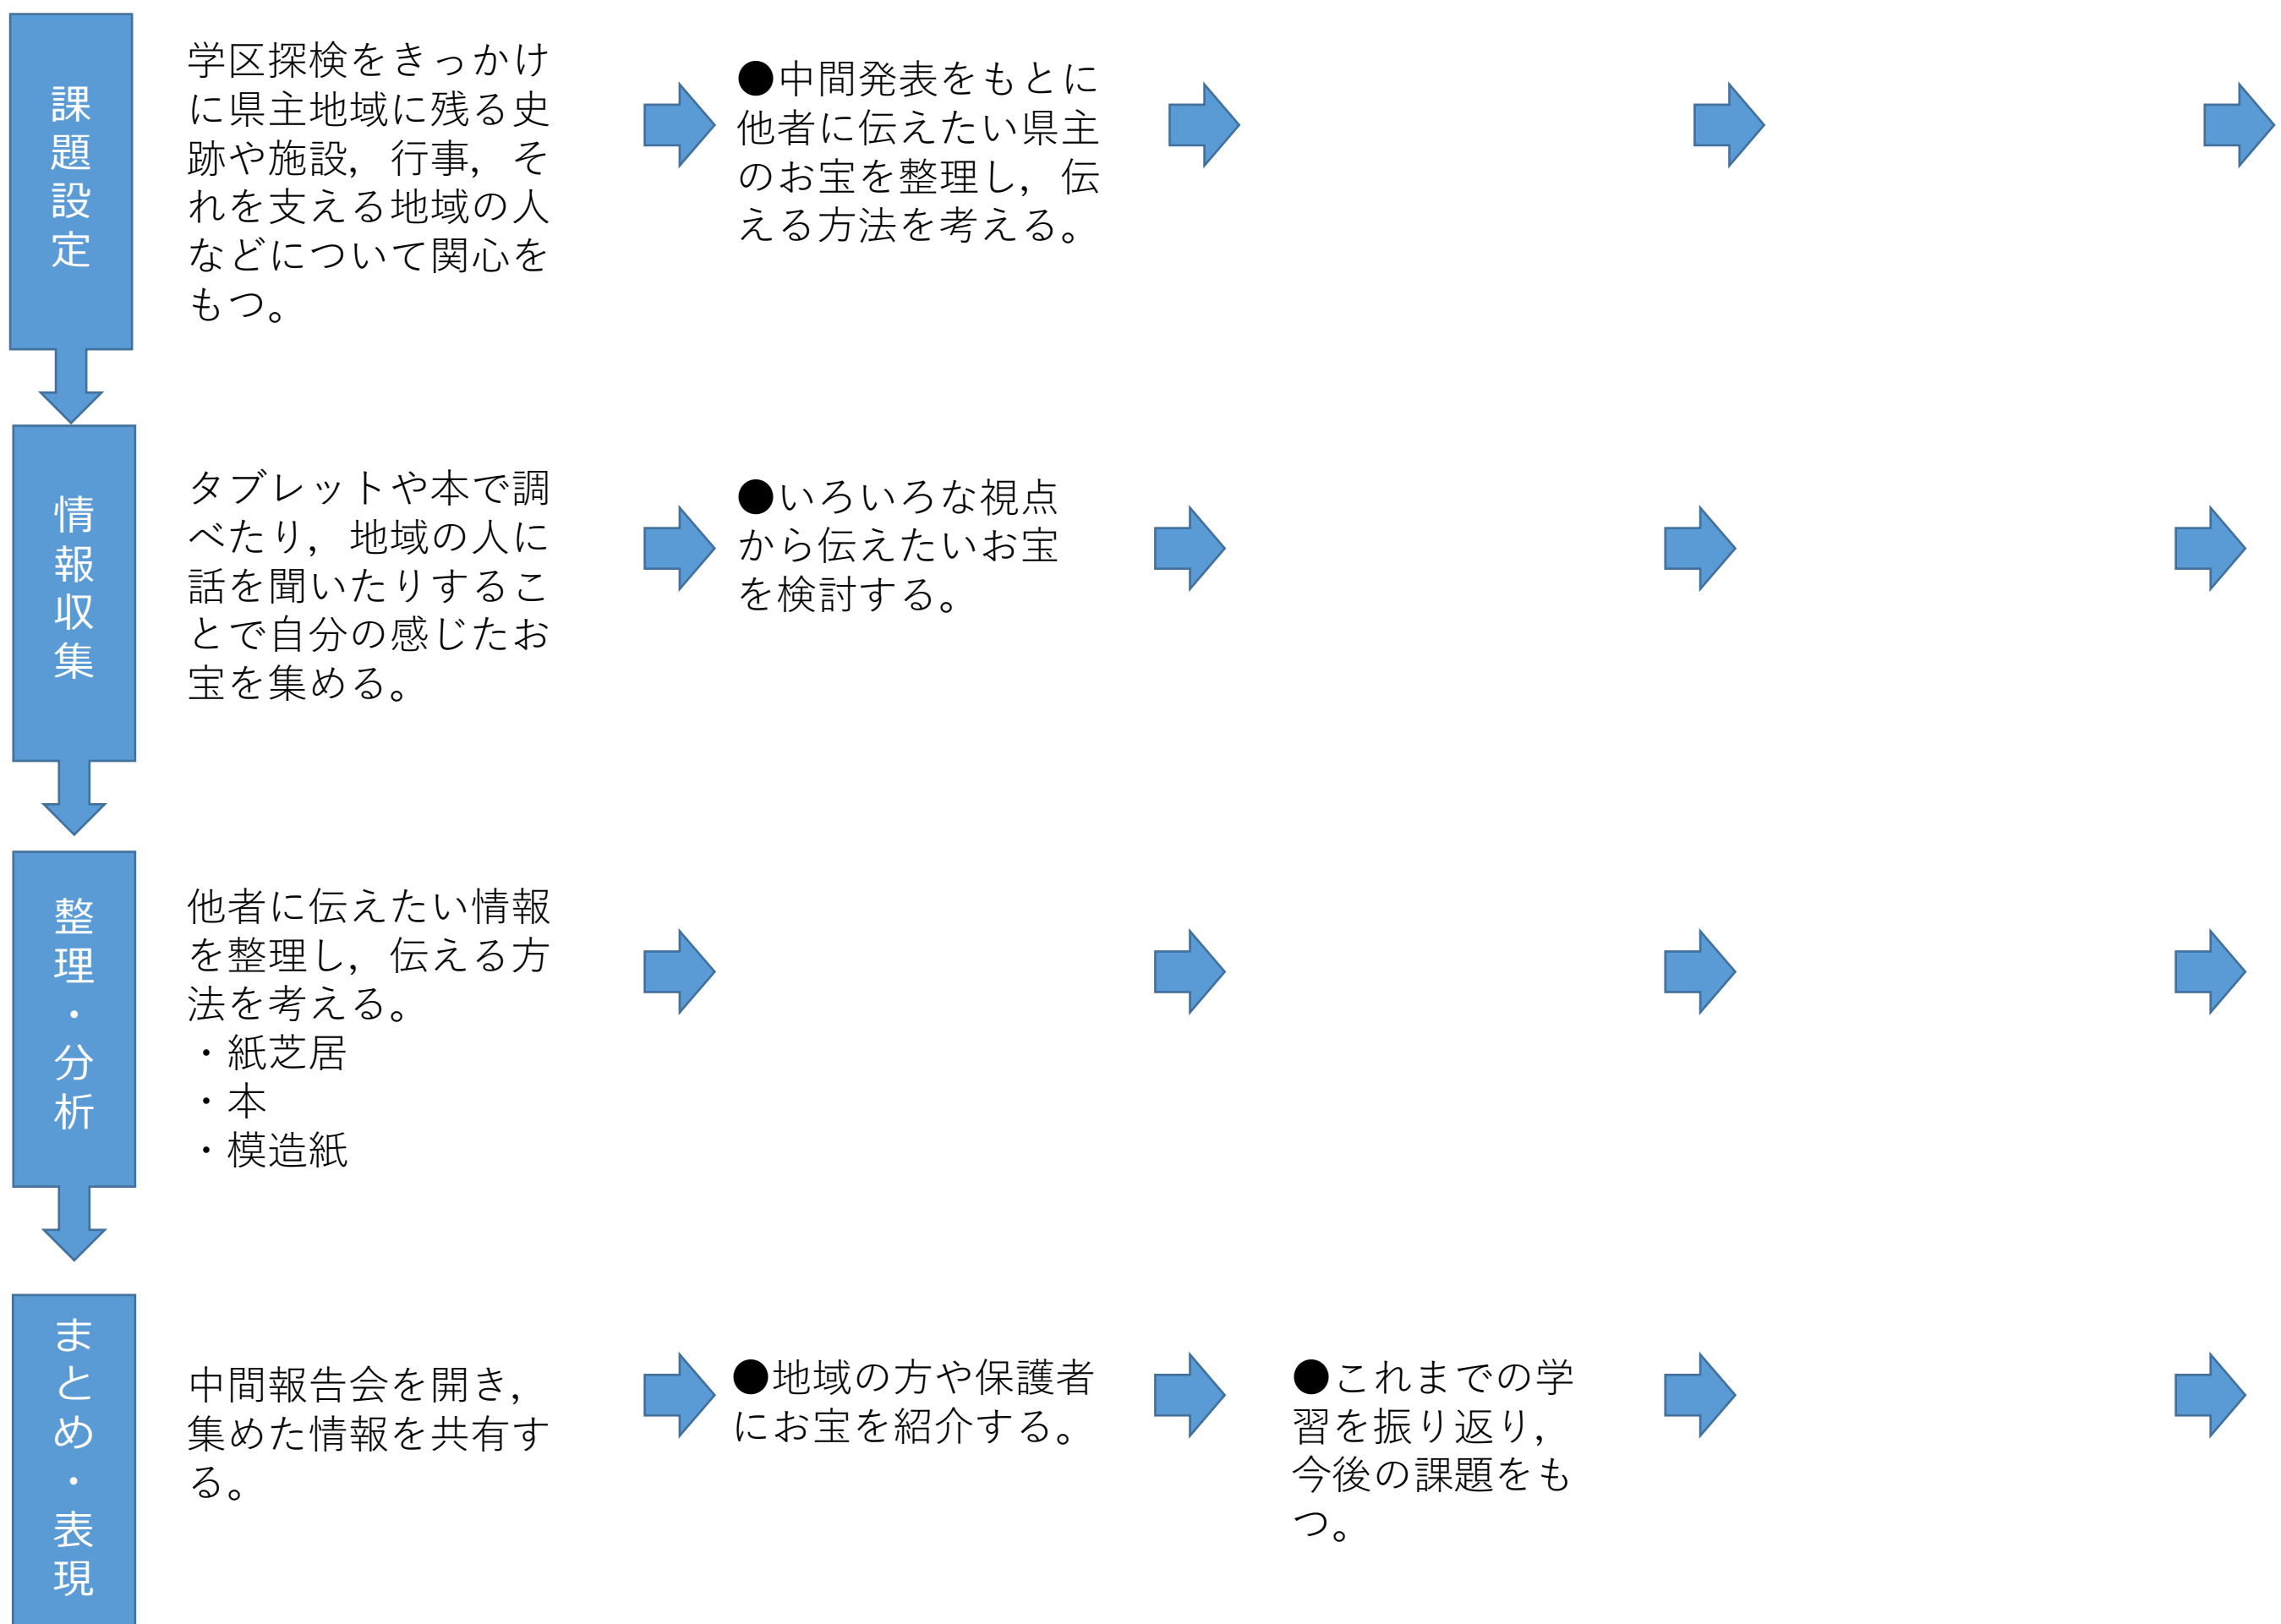 課題設定
学区探検をきっかけ
に県主地域に残る史
跡や施設，行事，そ
れを支える地域の人
などについて関心を
もつ。
●中間発表をもとに
他者に伝えたい県主
のお宝を整理し，伝
える方法を考える。
情報収集
タブレットや本で調
べたり，地域の人に
話を聞いたりするこ
とで自分の感じたお
宝を集める。
●いろいろな視点
から伝えたいお宝
を検討する。
整理・分析
他者に伝えたい情報
を整理し，伝える方
法を考える。
・紙芝居
・本
・模造紙
まとめ・表現
中間報告会を開き，
集めた情報を共有す
る。
●地域の方や保護者
にお宝を紹介する。
●これまでの学
習を振り返り，
今後の課題をも
つ。